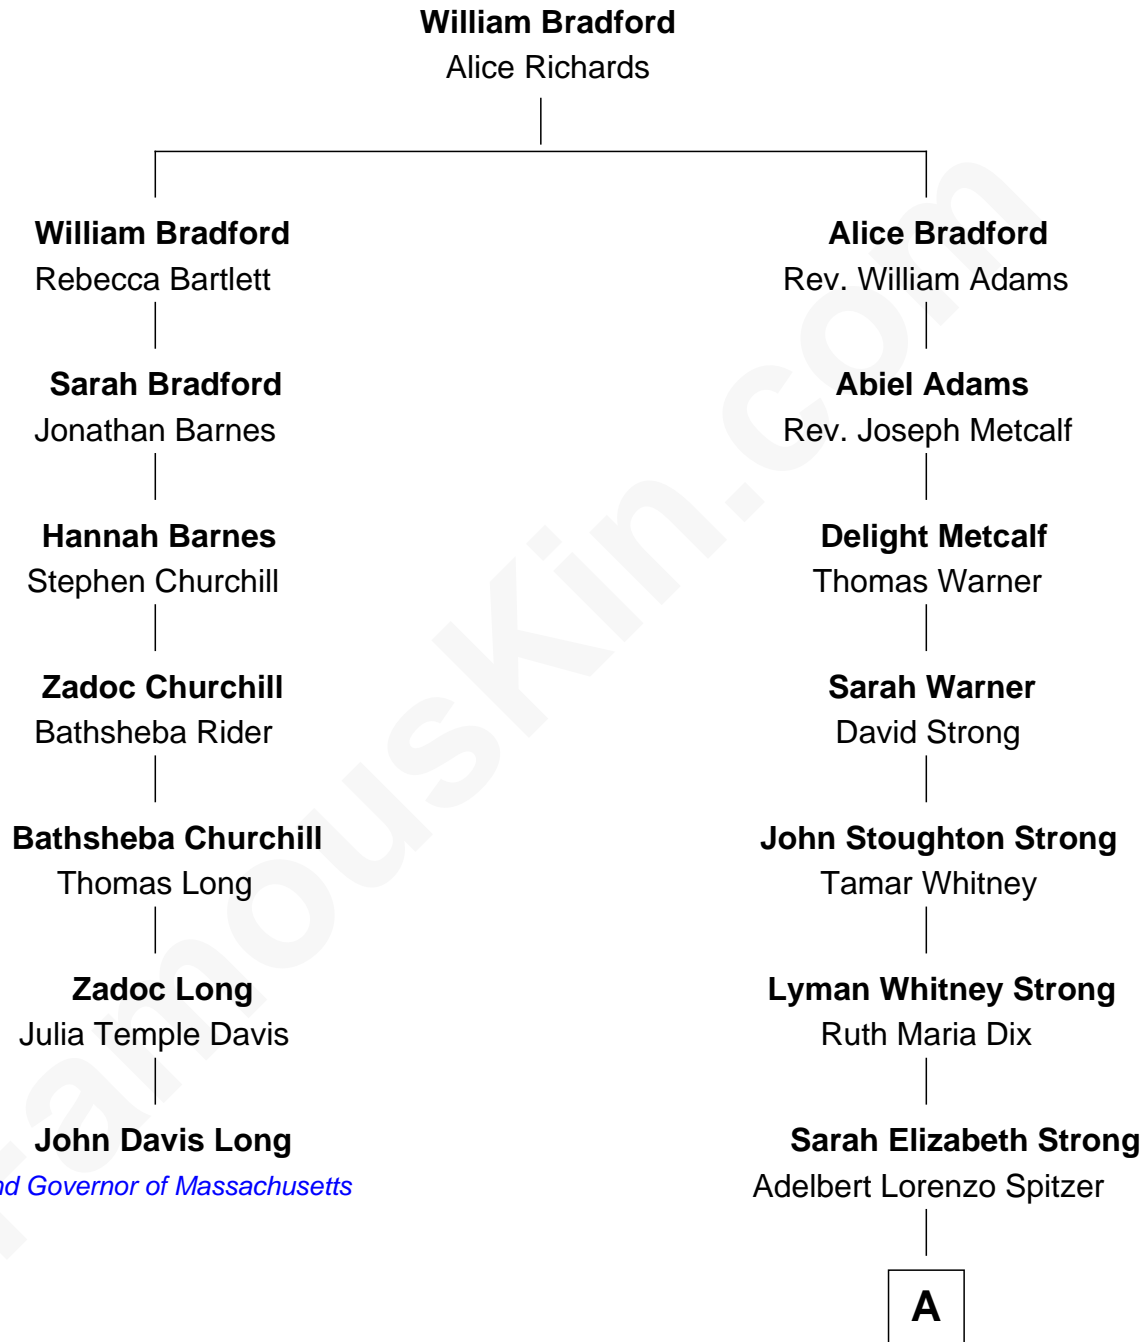 William Bradford
Alice Richards
William Bradford
Rebecca Bartlett
Alice Bradford
Rev. William Adams
Sarah Bradford
Jonathan Barnes
Abiel Adams
Rev. Joseph Metcalf
Hannah Barnes
Stephen Churchill
Delight Metcalf
Thomas Warner
Zadoc Churchill
Bathsheba Rider
Sarah Warner
David Strong
Bathsheba Churchill
Thomas Long
John Stoughton Strong
Tamar Whitney
Zadoc Long
Julia Temple Davis
Lyman Whitney Strong
Ruth Maria Dix
John Davis Long
nd Governor of Massachusetts
Sarah Elizabeth Strong
Adelbert Lorenzo Spitzer
A
FamousKin.com